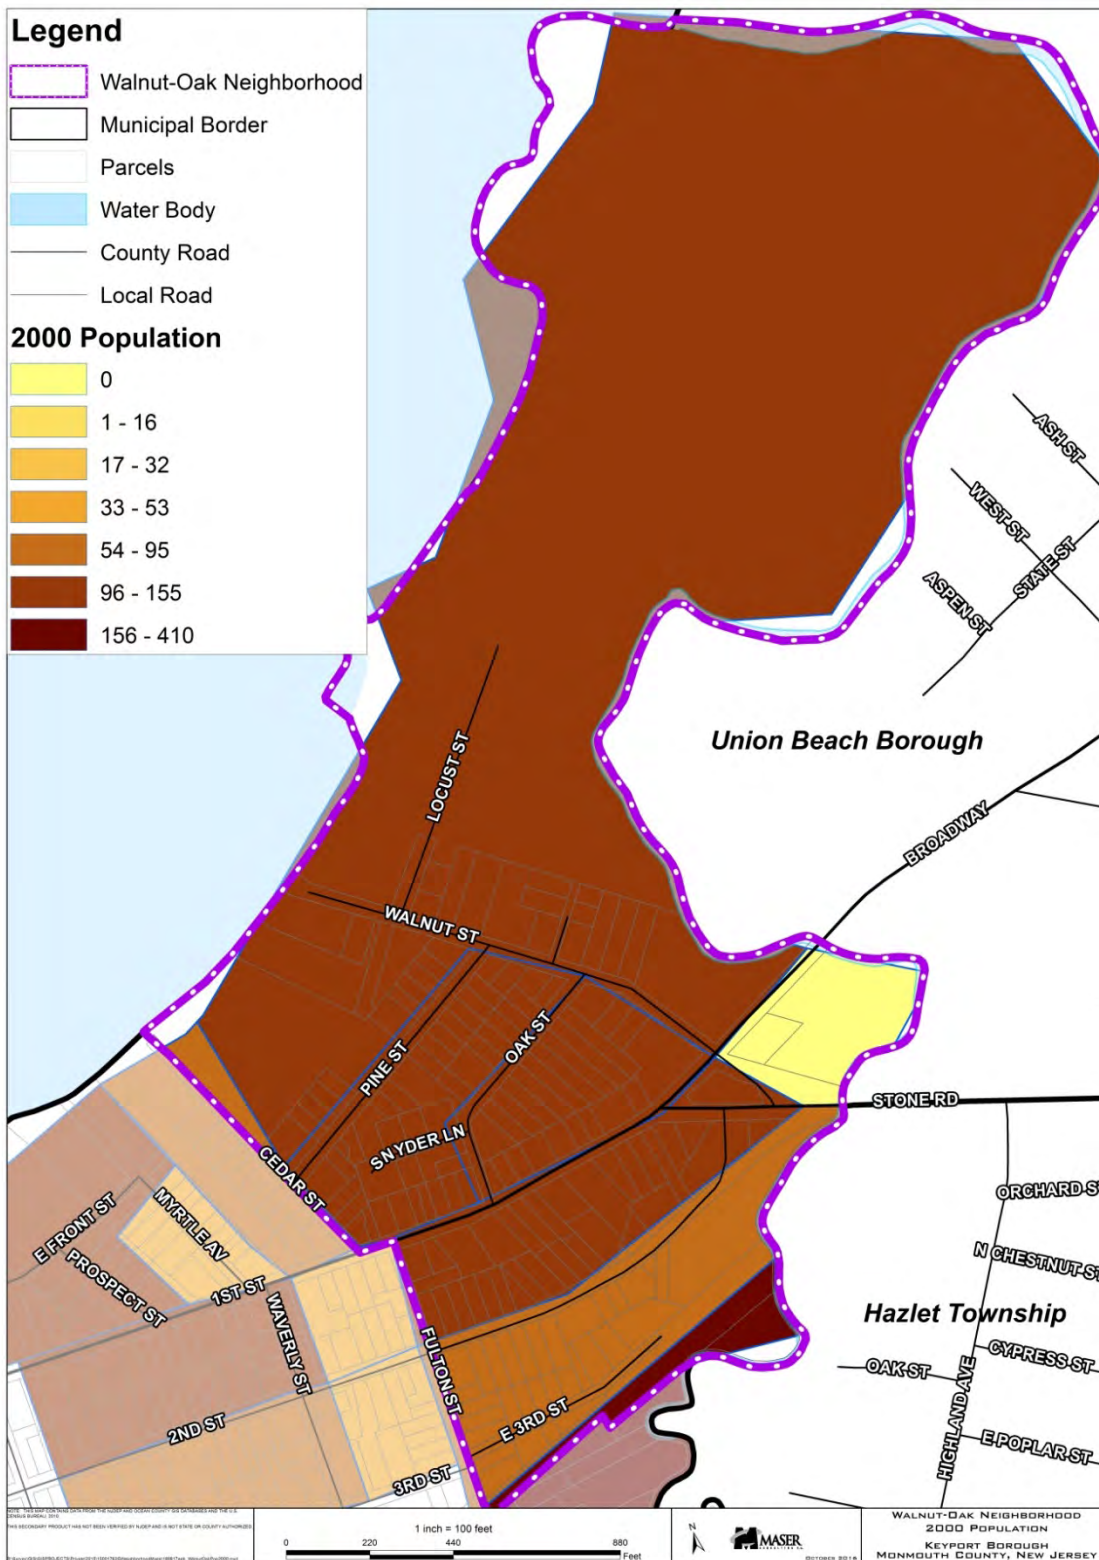 Legend
Walnut-Oak Neighborhood
Municipal Border
Parcels
Water Body
County Road
Local Road
2000 Population
0
1 - 16
17 - 32
33 - 53
54 - 95
96 - 155
156 - 410
ASH ST
WEST ST
STATE ST
ASPEN ST
Union Beach Borough
LOCUST ST
BROADWAY
WALNUT ST
OAK ST
PINE ST
STONE RD
SNYDER LN
CEDAR ST
ORCHARD S
E FRONT ST
MYRTLE AV
PROSPECT ST
N CHESTNUT ST
1ST ST
WAVERLY ST
Hazlet Township
FULTON ST
CYPRESS ST
OAK ST
HIGHLAND AVE
2ND ST
E 3RD ST
E POPLAR ST
3RD ST
1 inch = 100 feet
0 220 440 880
Feet
N
MASER
OCTOBER 2016
WALNUT-OAK NEIGHBORHOOD
2000 POPULATION
KEYPORT BOROUGH
MONMOUTH COUNTY, NEW JERSEY